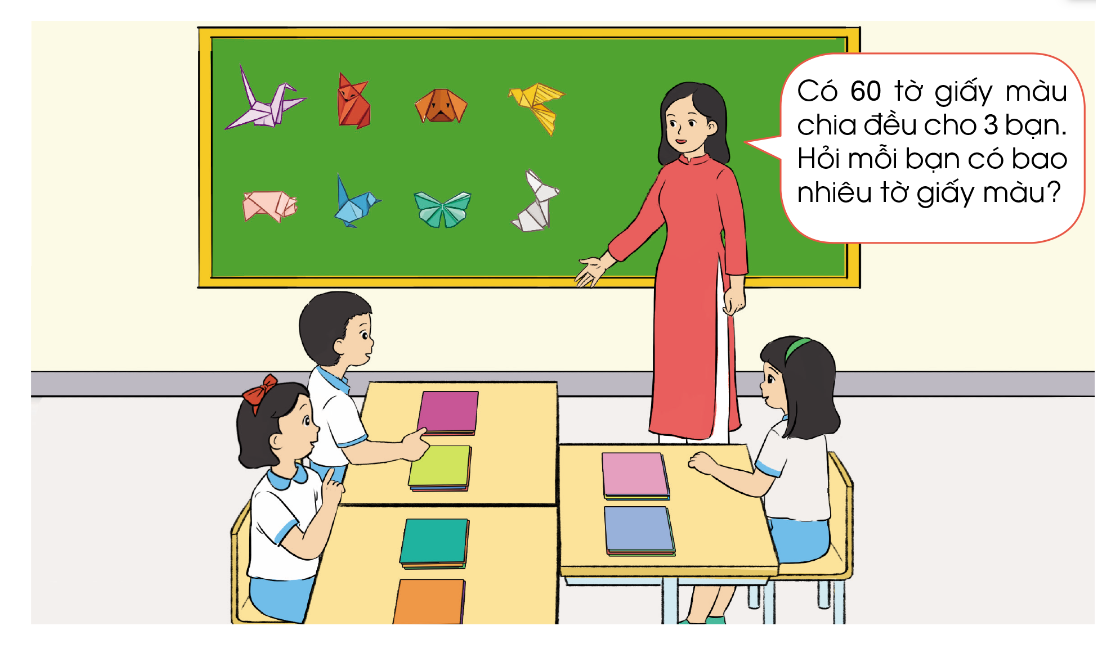 Có 60 tờ giấy màu
chia đều cho 3 bạn.
Hỏi mỗi bạn có bao
nhiêu tờ giấy màu?